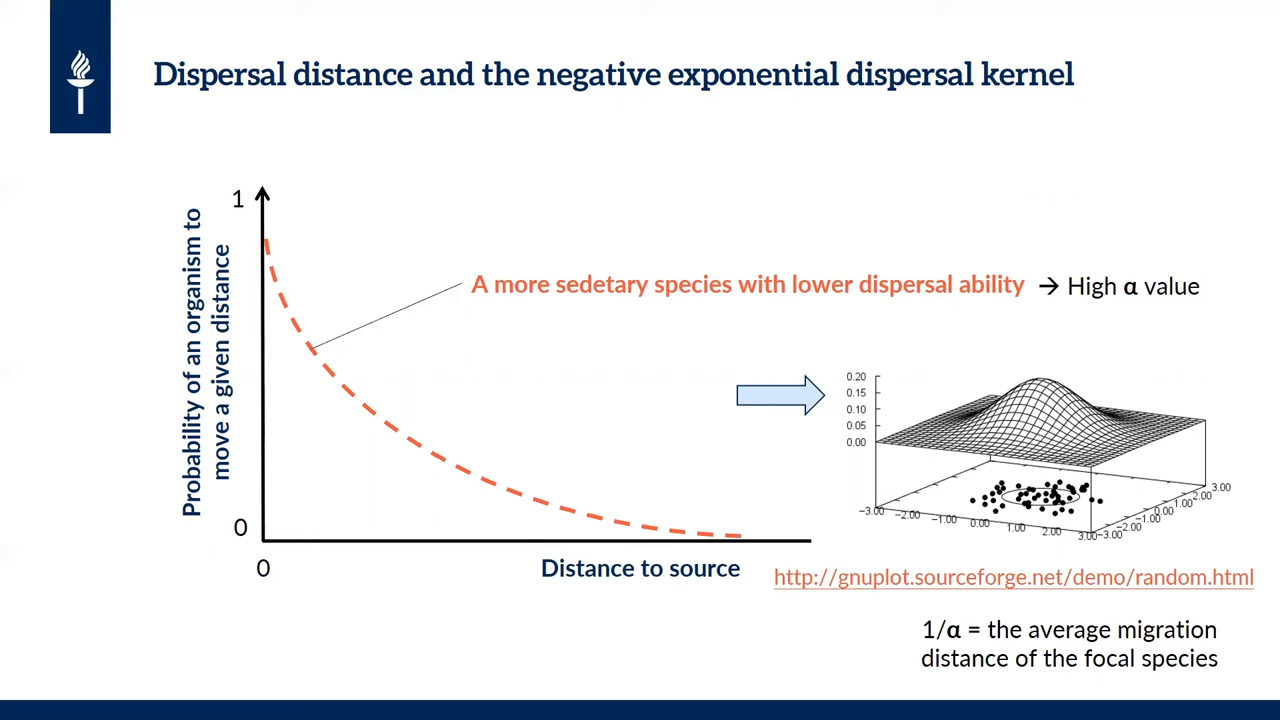 Dispersal distance and the negative exponential dispersal kernel
1
Probability of an organism to
move a given distance
0
0
Distance to source
A more sedetary species with lower dispersal ability
→ High α value
0.20
0.15
0.10
0.05
0.00
-3.00
-2.00
-1.00
0.00
1.00
2.00
3.00
-3.00
-2.00
-1.00
0.00
1.00
2.00
3.00
http://gnuplot.sourceforge.net/demo/random.html
1/α = the average migration
distance of the focal species